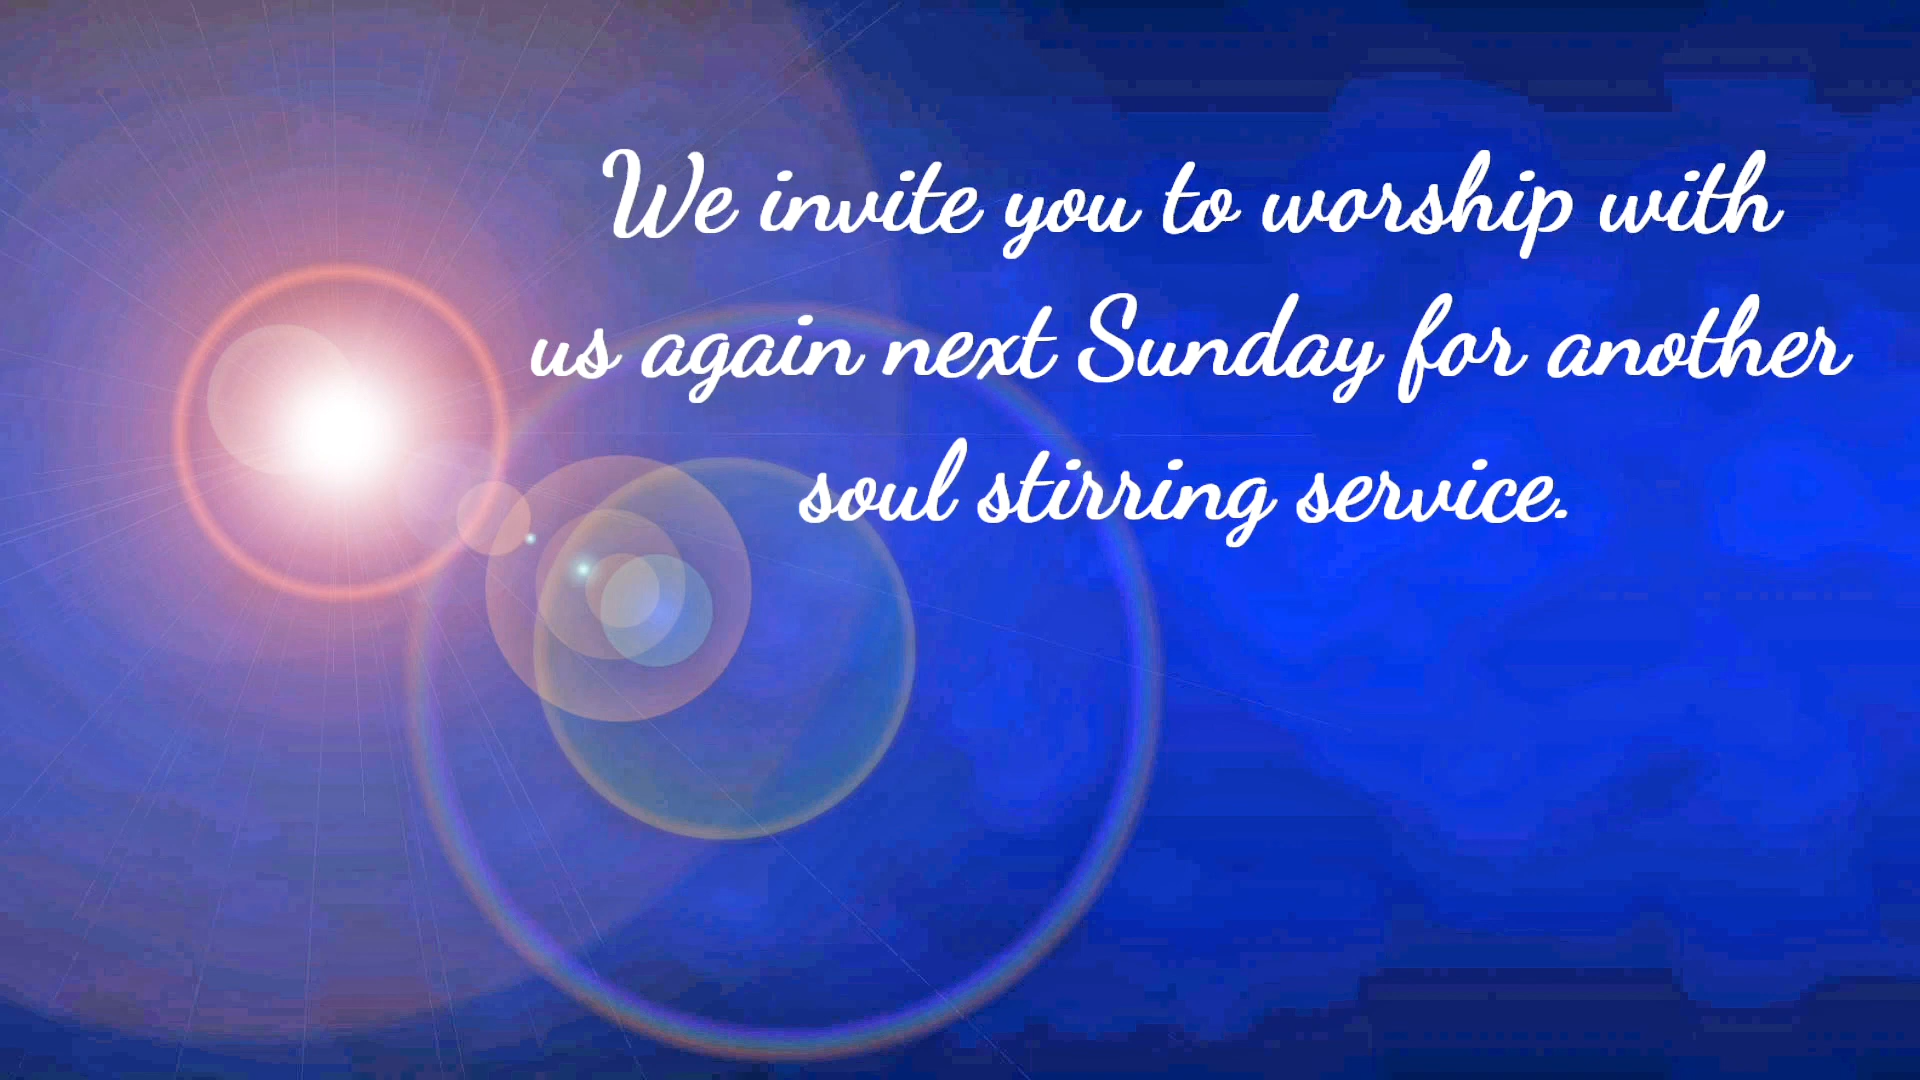 We invite you to worship with
us again next Sunday for another
soul stirring service.